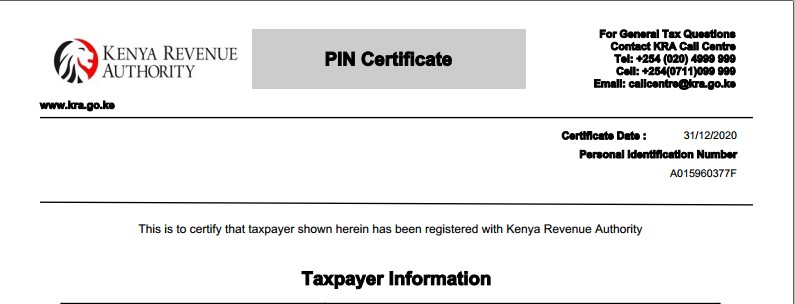 KENYA REVENUE
AUTHORITY
www.kra.go.ke
PIN Certificate
For General Tax Questions
Contact KRA Call Centre
Tel: +254 (020) 4999 999
Cell: +254(0711)099 999
Email: callcentre@kra.go.ke
Certificate Date : 31/12/2020
Personal Identification Number
A015960377F
This is to certify that taxpayer shown herein has been registered with Kenya Revenue Authority
Taxpayer Information